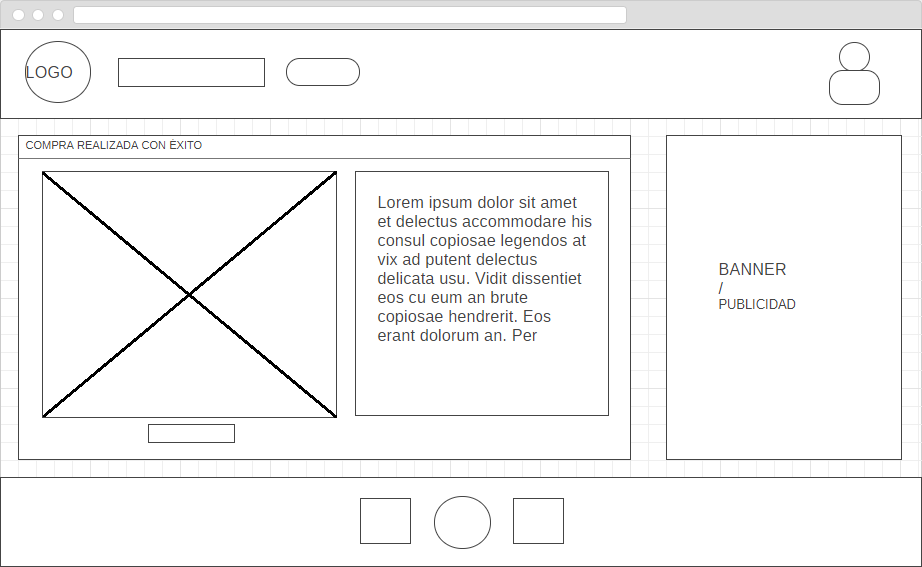 LOGO
COMPRA REALIZADA CON ÉXITO
Lorem ipsum dolor sit amet
et delectus accommodare his
consul copiosae legendos at
vix ad putent delectus
delicata usu. Vidit dissentiet
eos cu eum an brute
copiosae hendrerit. Eos
erant dolorum an. Per
BANNER
/
PUBLICIDAD